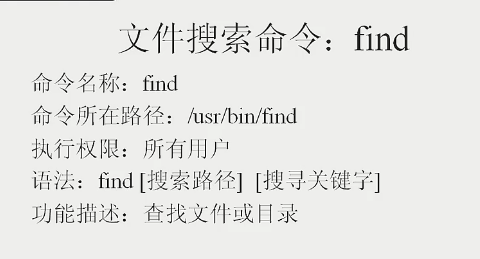 文件搜索命令：find
命令名称：find
命令所在路径：/usr/bin/find
执行权限：所有用户
语法：find [搜索路径]  [搜寻关键字]
功能描述：查找文件或目录